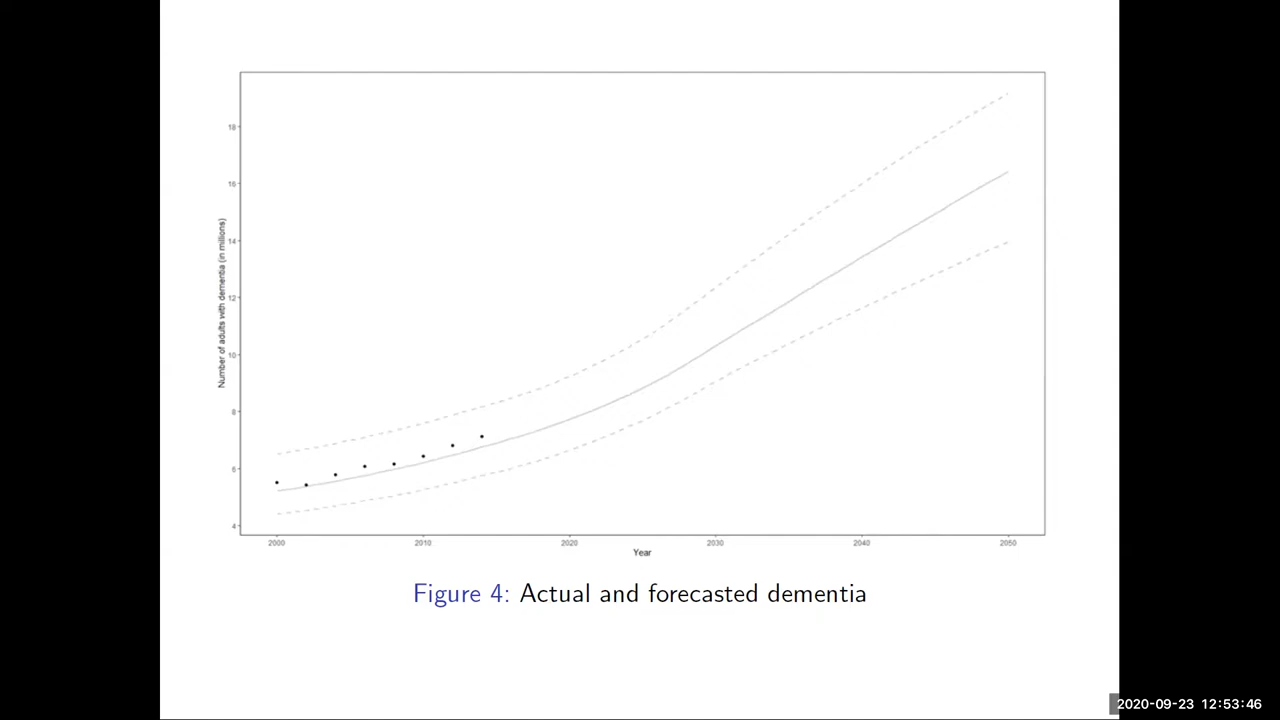 18
16
14
12
10
8
6
4
Number of adults with dementia (in millions)
2000 2010 2020 2030 2040 2050
Year
Figure 4: Actual and forecasted dementia
2020-09-23 12:53:46